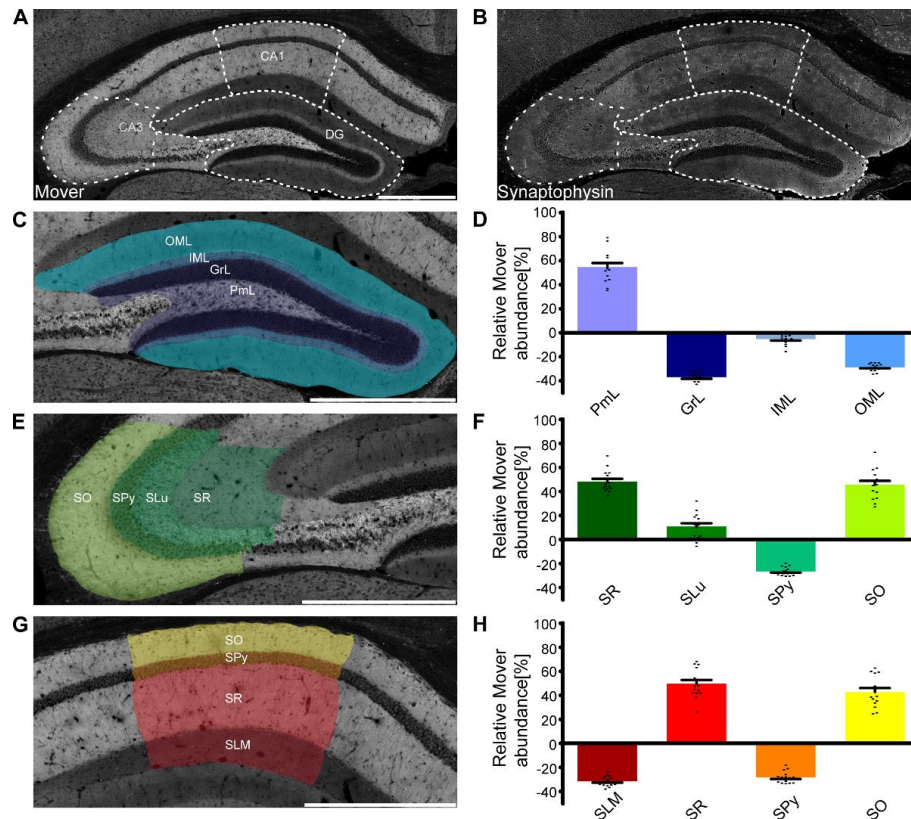 A
CA1
CA3
DG
Mover
B
Synaptophysin
C
OML
IML
GrL
PmL
D
Relative Mover
abundance[%]
100
80
60
40
20
0
-20
-40
PmL GrL IML OML
E
SO SPy SLu SR
F
Relative Mover
abundance[%]
100
80
60
40
20
0
-20
-40
SR SLu SPy SO
G
SO
SPy
SR
SLM
H
Relative Mover
abundance[%]
100
80
60
40
20
0
-20
-40
SLM SR SPy SO